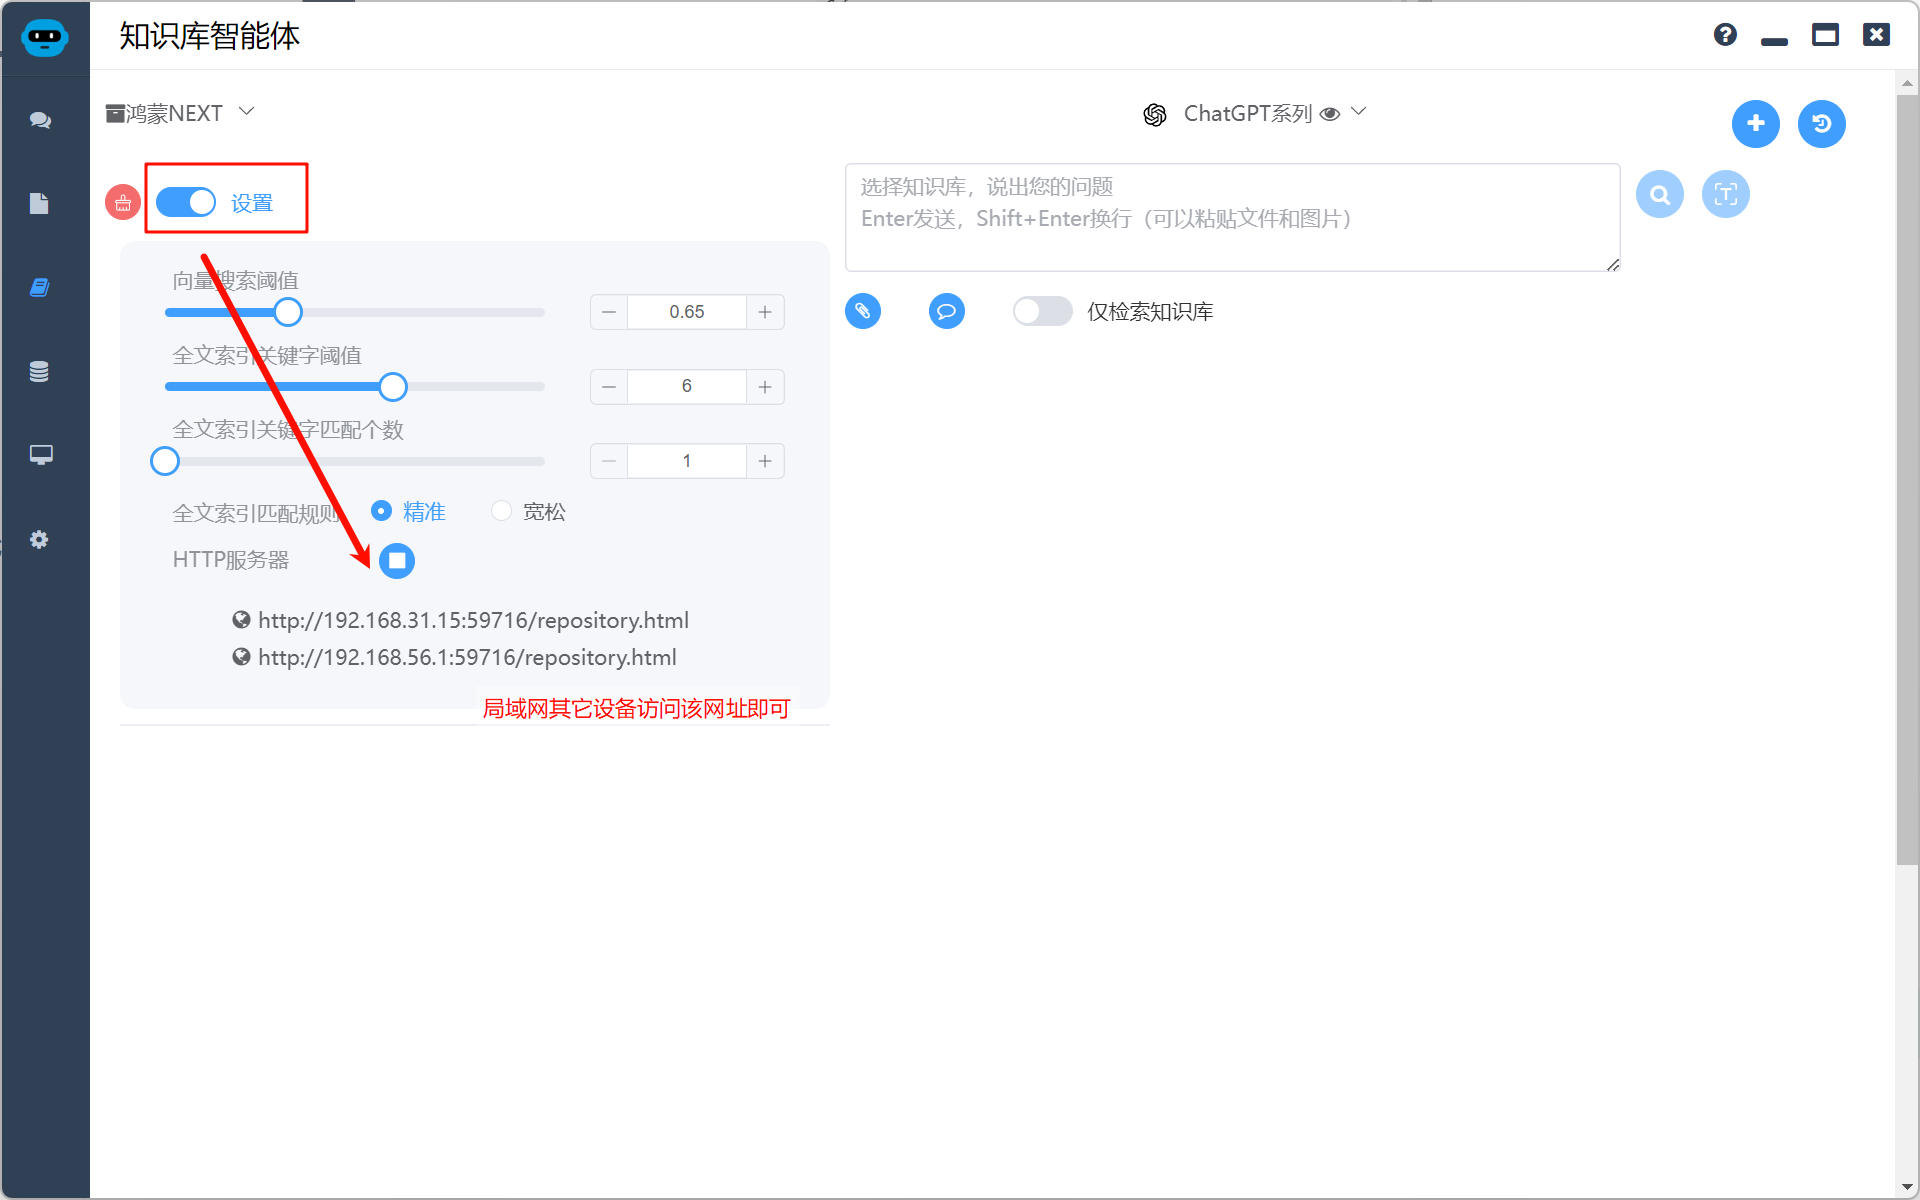 知识库智能体
鸿蒙NEXT
ChatGPT系列
设置
选择知识库，说出您的问题
Enter发送，Shift+Enter换行（可以粘贴文件和图片）
仅检索知识库
向量搜索阈值
0.65
全文索引关键字阈值
6
全文索引关键字匹配个数
1
全文索引匹配规则 精准 宽松
HTTP服务器
http://192.168.31.15:59716/repository.html
http://192.168.56.1:59716/repository.html
局域网其它设备访问该网址即可